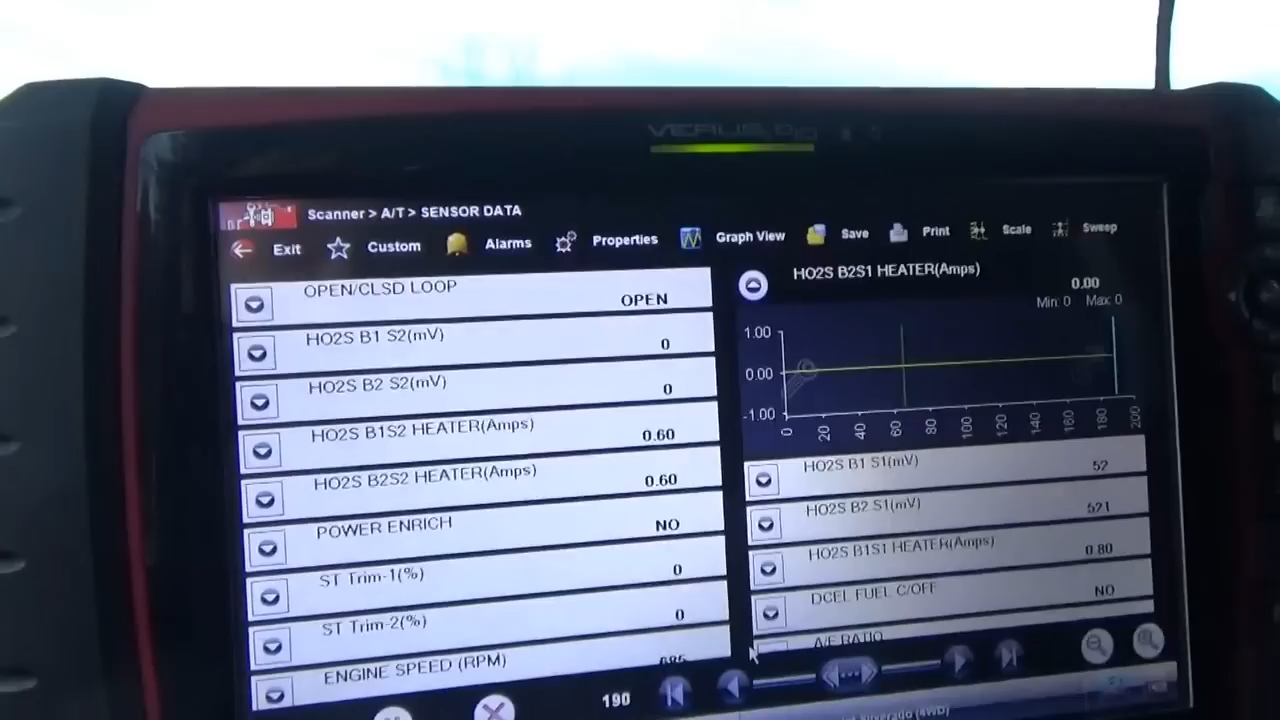 VERUS PRO
Scanner > A/T > SENSOR DATA
Exit Custom Alarms Properties Graph View Save Print Scale Sweep
OPEN/CLSD LOOP OPEN
HO2S B1 S2(mV) 0
HO2S B2 S2(mV) 0
HO2S B1S2 HEATER(Amps) 0.60
HO2S B2S2 HEATER(Amps) 0.60
POWER ENRICH NO
ST Trim-1(%) 0
ST Trim-2(%) 0
ENGINE SPEED (RPM)
HO2S B2S1 HEATER(Amps) 0.00
Min: 0 Max: 0
1.00
0.00
-1.00
0 20 40 60 80 100 120 140 160 180 200
HO2S B1 S1(mV) 52
HO2S B2 S1(mV) 521
HO2S B1S1 HEATER(Amps) 0.80
DCEL FUEL C/OFF NO
A/F RATIO
190
Silverado (4WD)